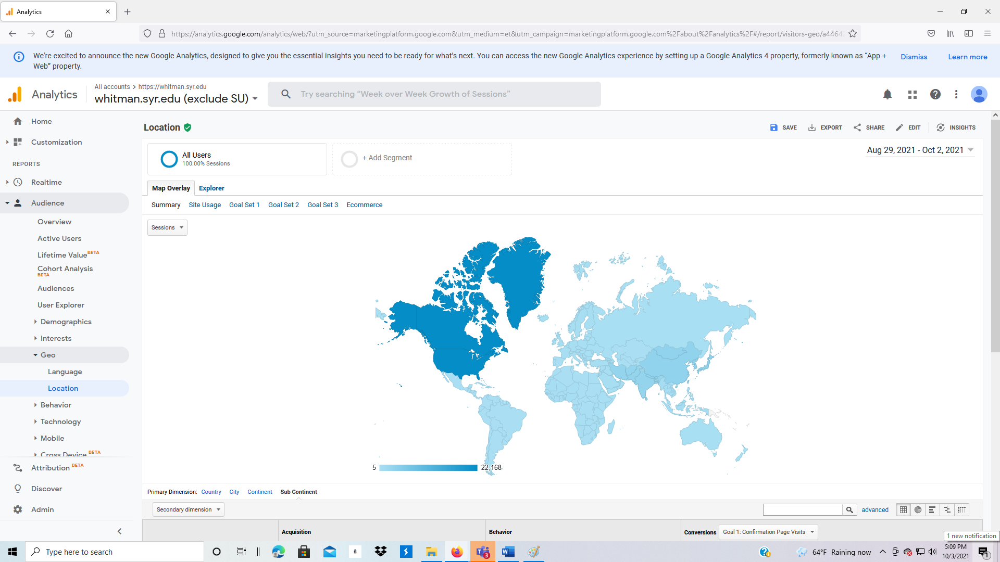 Analytics
https://analytics.google.com/analytics/web/?utm_source=marketingplatform.google.com&utm_medium=et&utm_campaign=marketingplatform.google.com%2Fabout%2Fanalytics%2F#/report/visitors-geo/a4464
We're excited to announce the new Google Analytics, designed to give you the essential insights you need to be ready for what's next. You can access the new Google Analytics experience by setting up a Google Analytics 4 property, formerly known as "App +
Web" property.
Dismiss
Learn more
Analytics
All accounts > https://whitman.syr.edu
whitman.syr.edu (exclude SU)
Try searching "Week over Week Growth of Sessions"
Home
Customization
REPORTS
Realtime
Audience
Overview
Active Users
Lifetime Value BETA
Cohort Analysis
BETA
Audiences
User Explorer
Demographics
Interests
Geo
Language
Location
Behavior
Technology
Mobile
Cross Device BETA
Attribution BETA
Discover
Admin
Location
SAVE
EXPORT
SHARE
EDIT
INSIGHTS
All Users
100.00% Sessions
+ Add Segment
Aug 29, 2021 - Oct 2, 2021
Map Overlay
Explorer
Summary
Site Usage
Goal Set 1
Goal Set 2
Goal Set 3
Ecommerce
Sessions
5
22,168
Primary Dimension: Country City Continent Sub Continent
Secondary dimension
advanced
Acquisition
Behavior
Conversions
Goal 1: Confirmation Page Visits
1 new notification
Type here to search
a
3
64°F Raining now
5:09 PM
10/3/2021
1